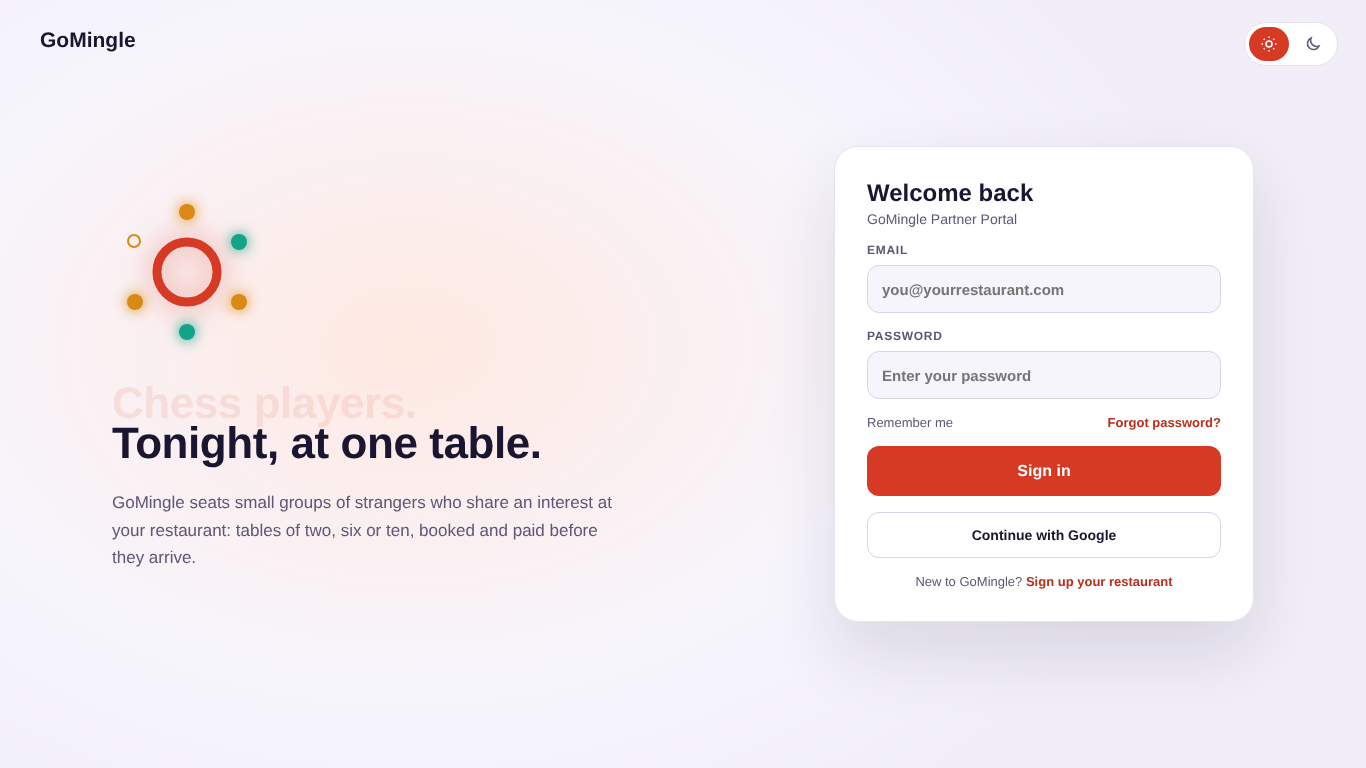 GoMingle
Chess players.
Tonight, at one table.
GoMingle seats small groups of strangers who share an interest at
your restaurant: tables of two, six or ten, booked and paid before
they arrive.
Welcome back
GoMingle Partner Portal
EMAIL
you@yourrestaurant.com
PASSWORD
Enter your password
Remember me
Forgot password?
Sign in
Continue with Google
New to GoMingle? Sign up your restaurant